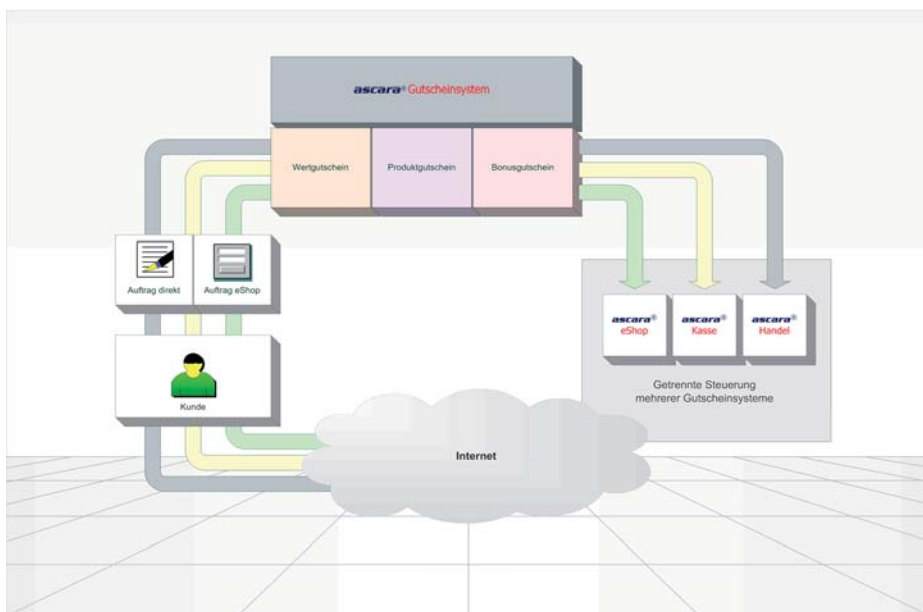 ascara® Gutscheinsystem
Wertgutschein
Produktgutschein
Bonusgutschein
Auftrag direkt
Auftrag eShop
Kunde
Internet
ascara®
eShop
ascara®
Kasse
ascara®
Handel
Getrennte Steuerung
mehrerer Gutscheinsysteme